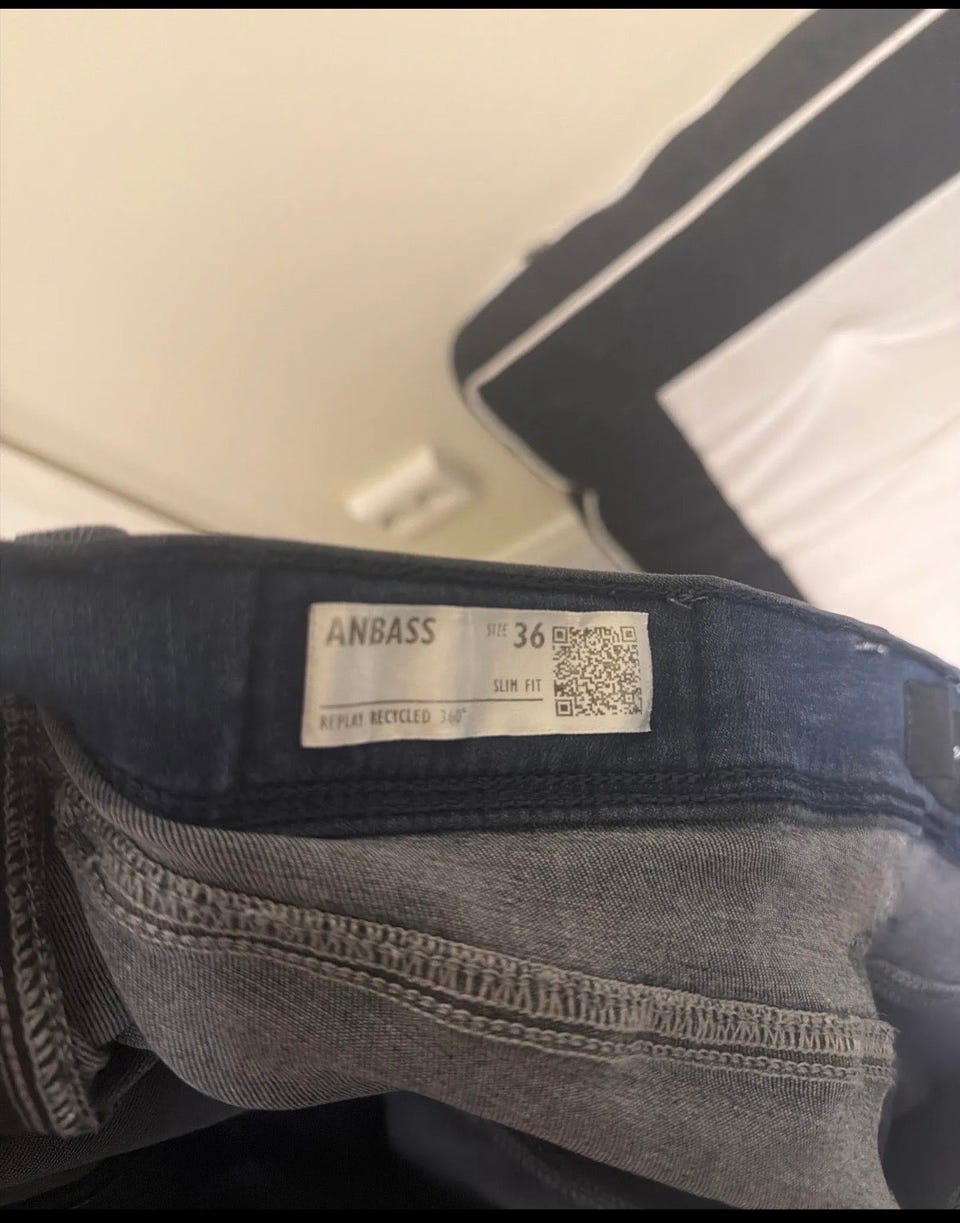 ANBASS SIZE 36
SLIM FIT
REPLAY RECYCLED 360°